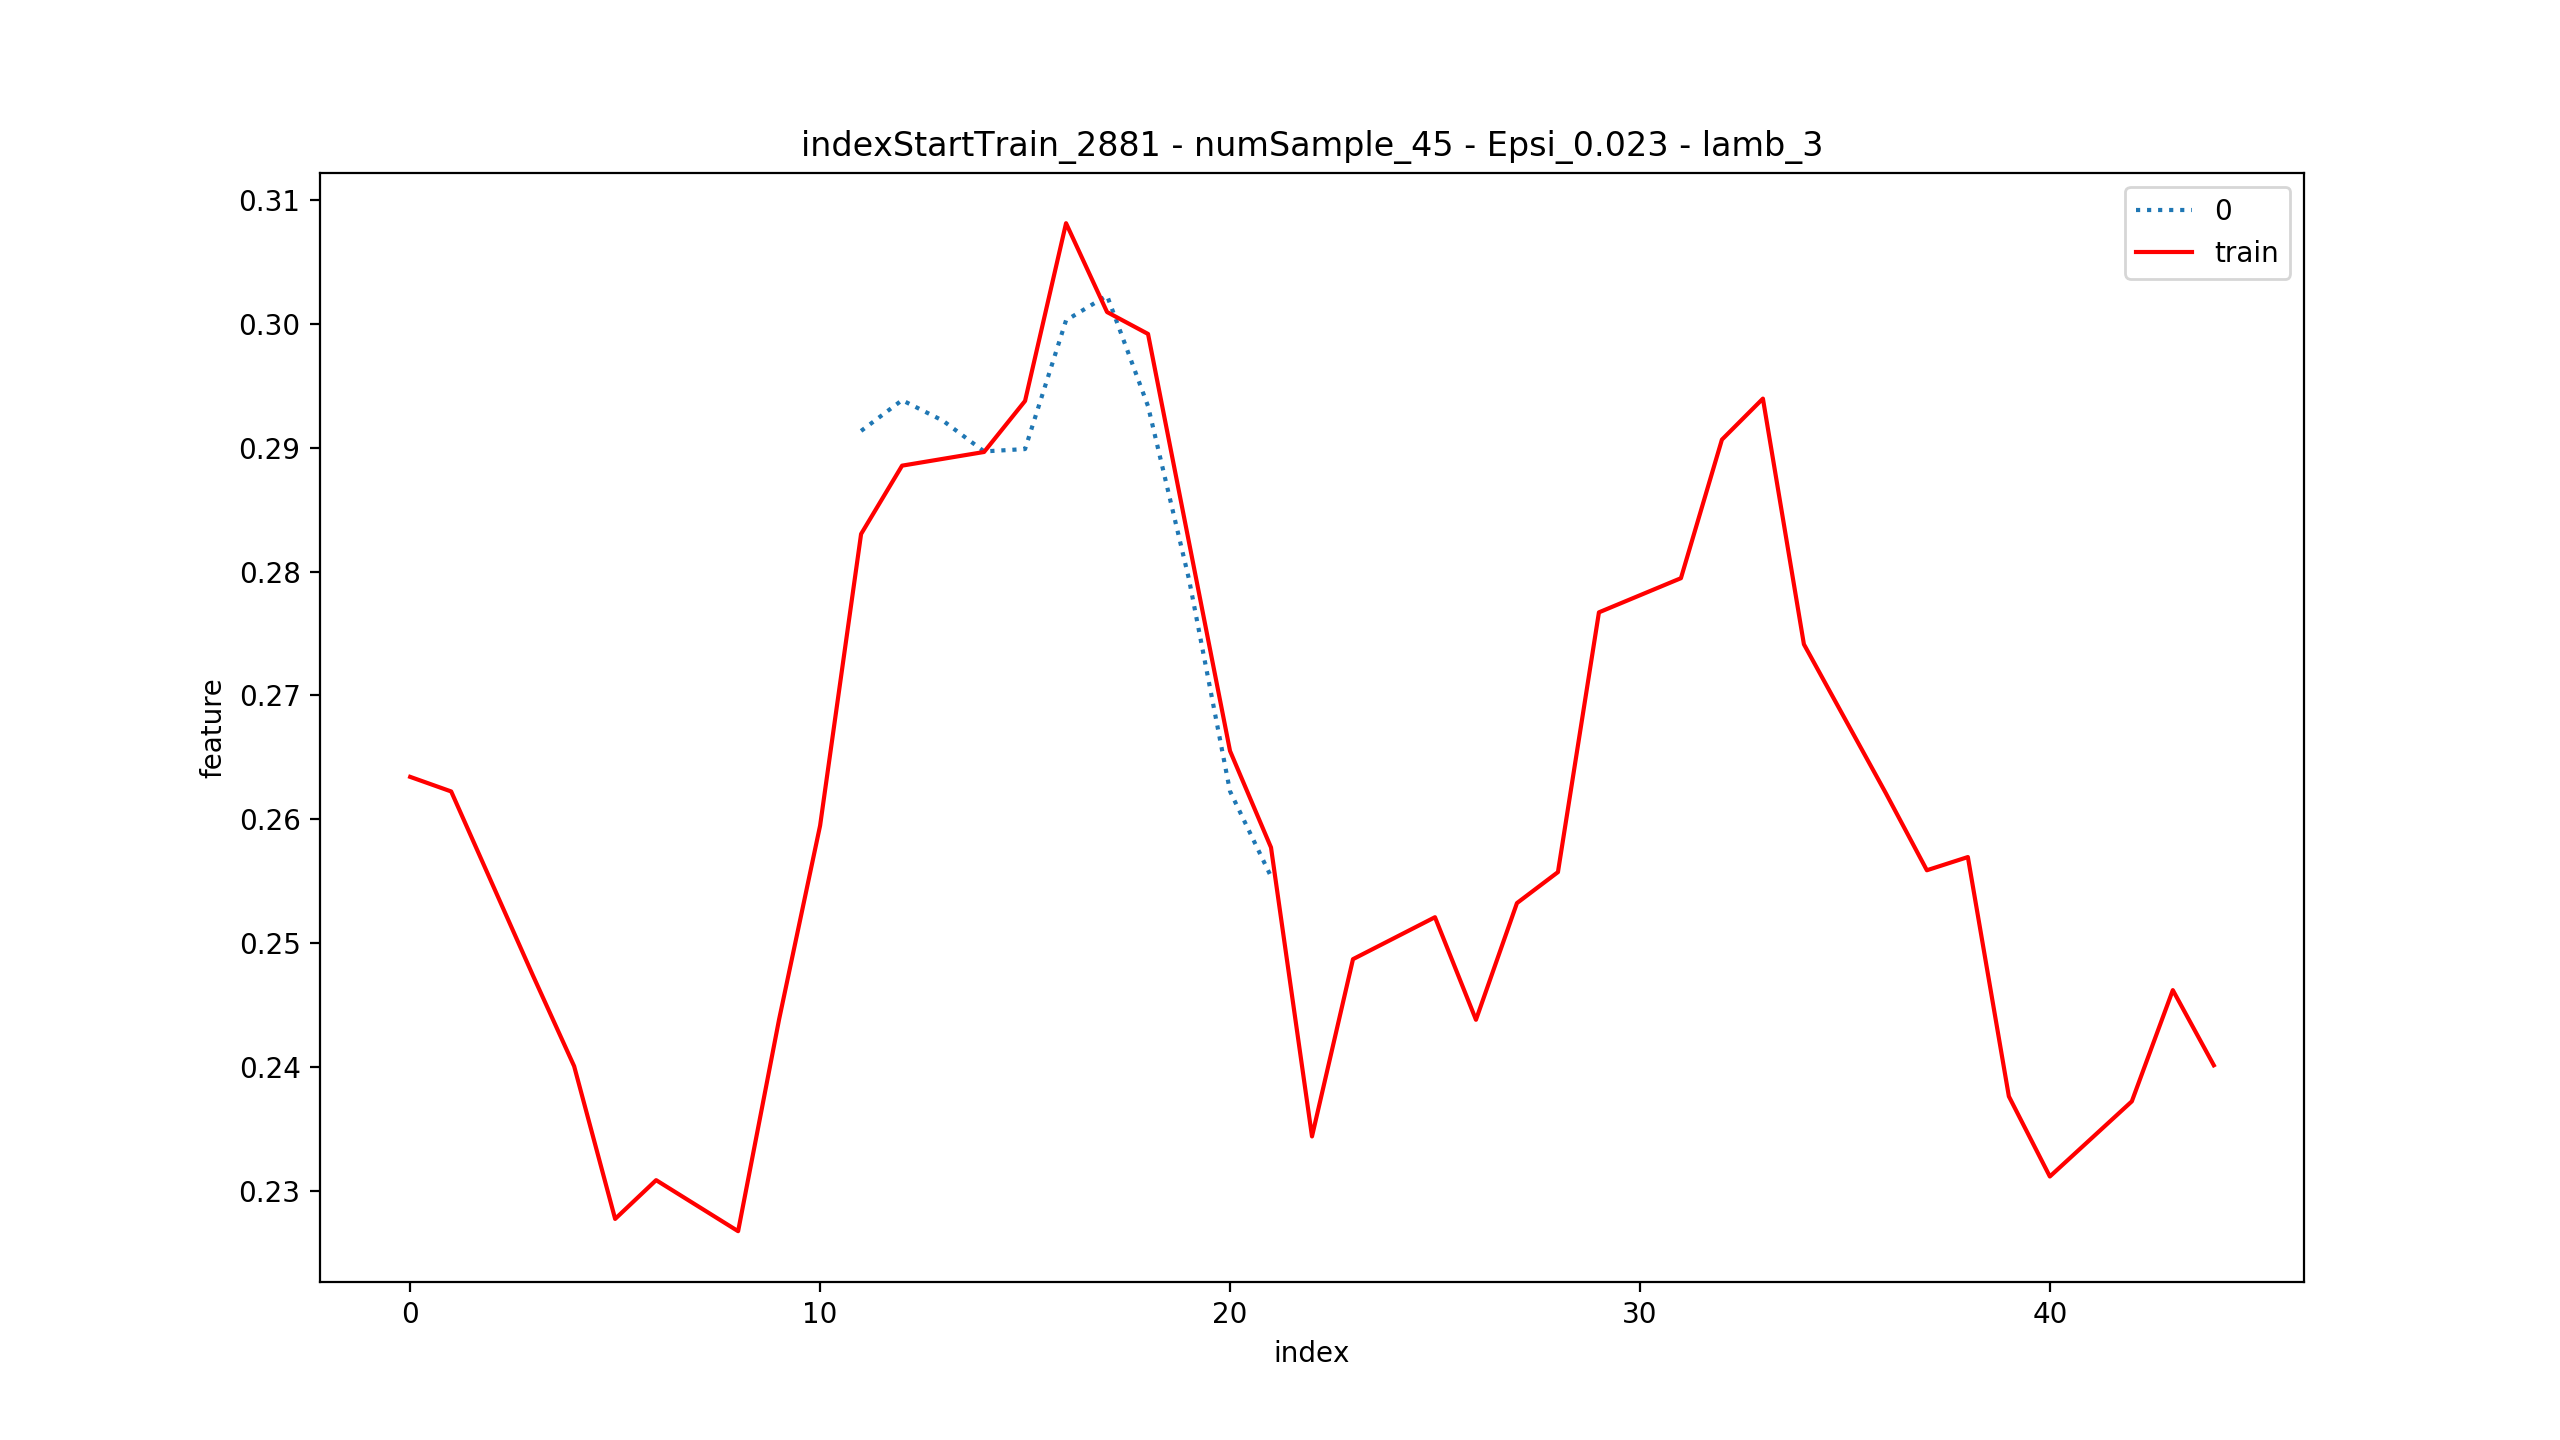 indexStartTrain_2881 - numSample_45 - Epsi_0.023 - lamb_3
0
train
0.31
0.30
0.29
0.28
0.27
0.26
0.25
0.24
0.23
feature
0 10 20 30 40
index